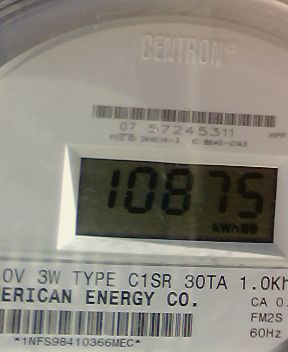 CENTRON®
07 57245311
10875
kWh
0V 3W TYPE C1SR 30TA 1.0Kh
ERICAN ENERGY CO.
CA 0.
FM2S
60Hz
*1NFS98410366MEC*